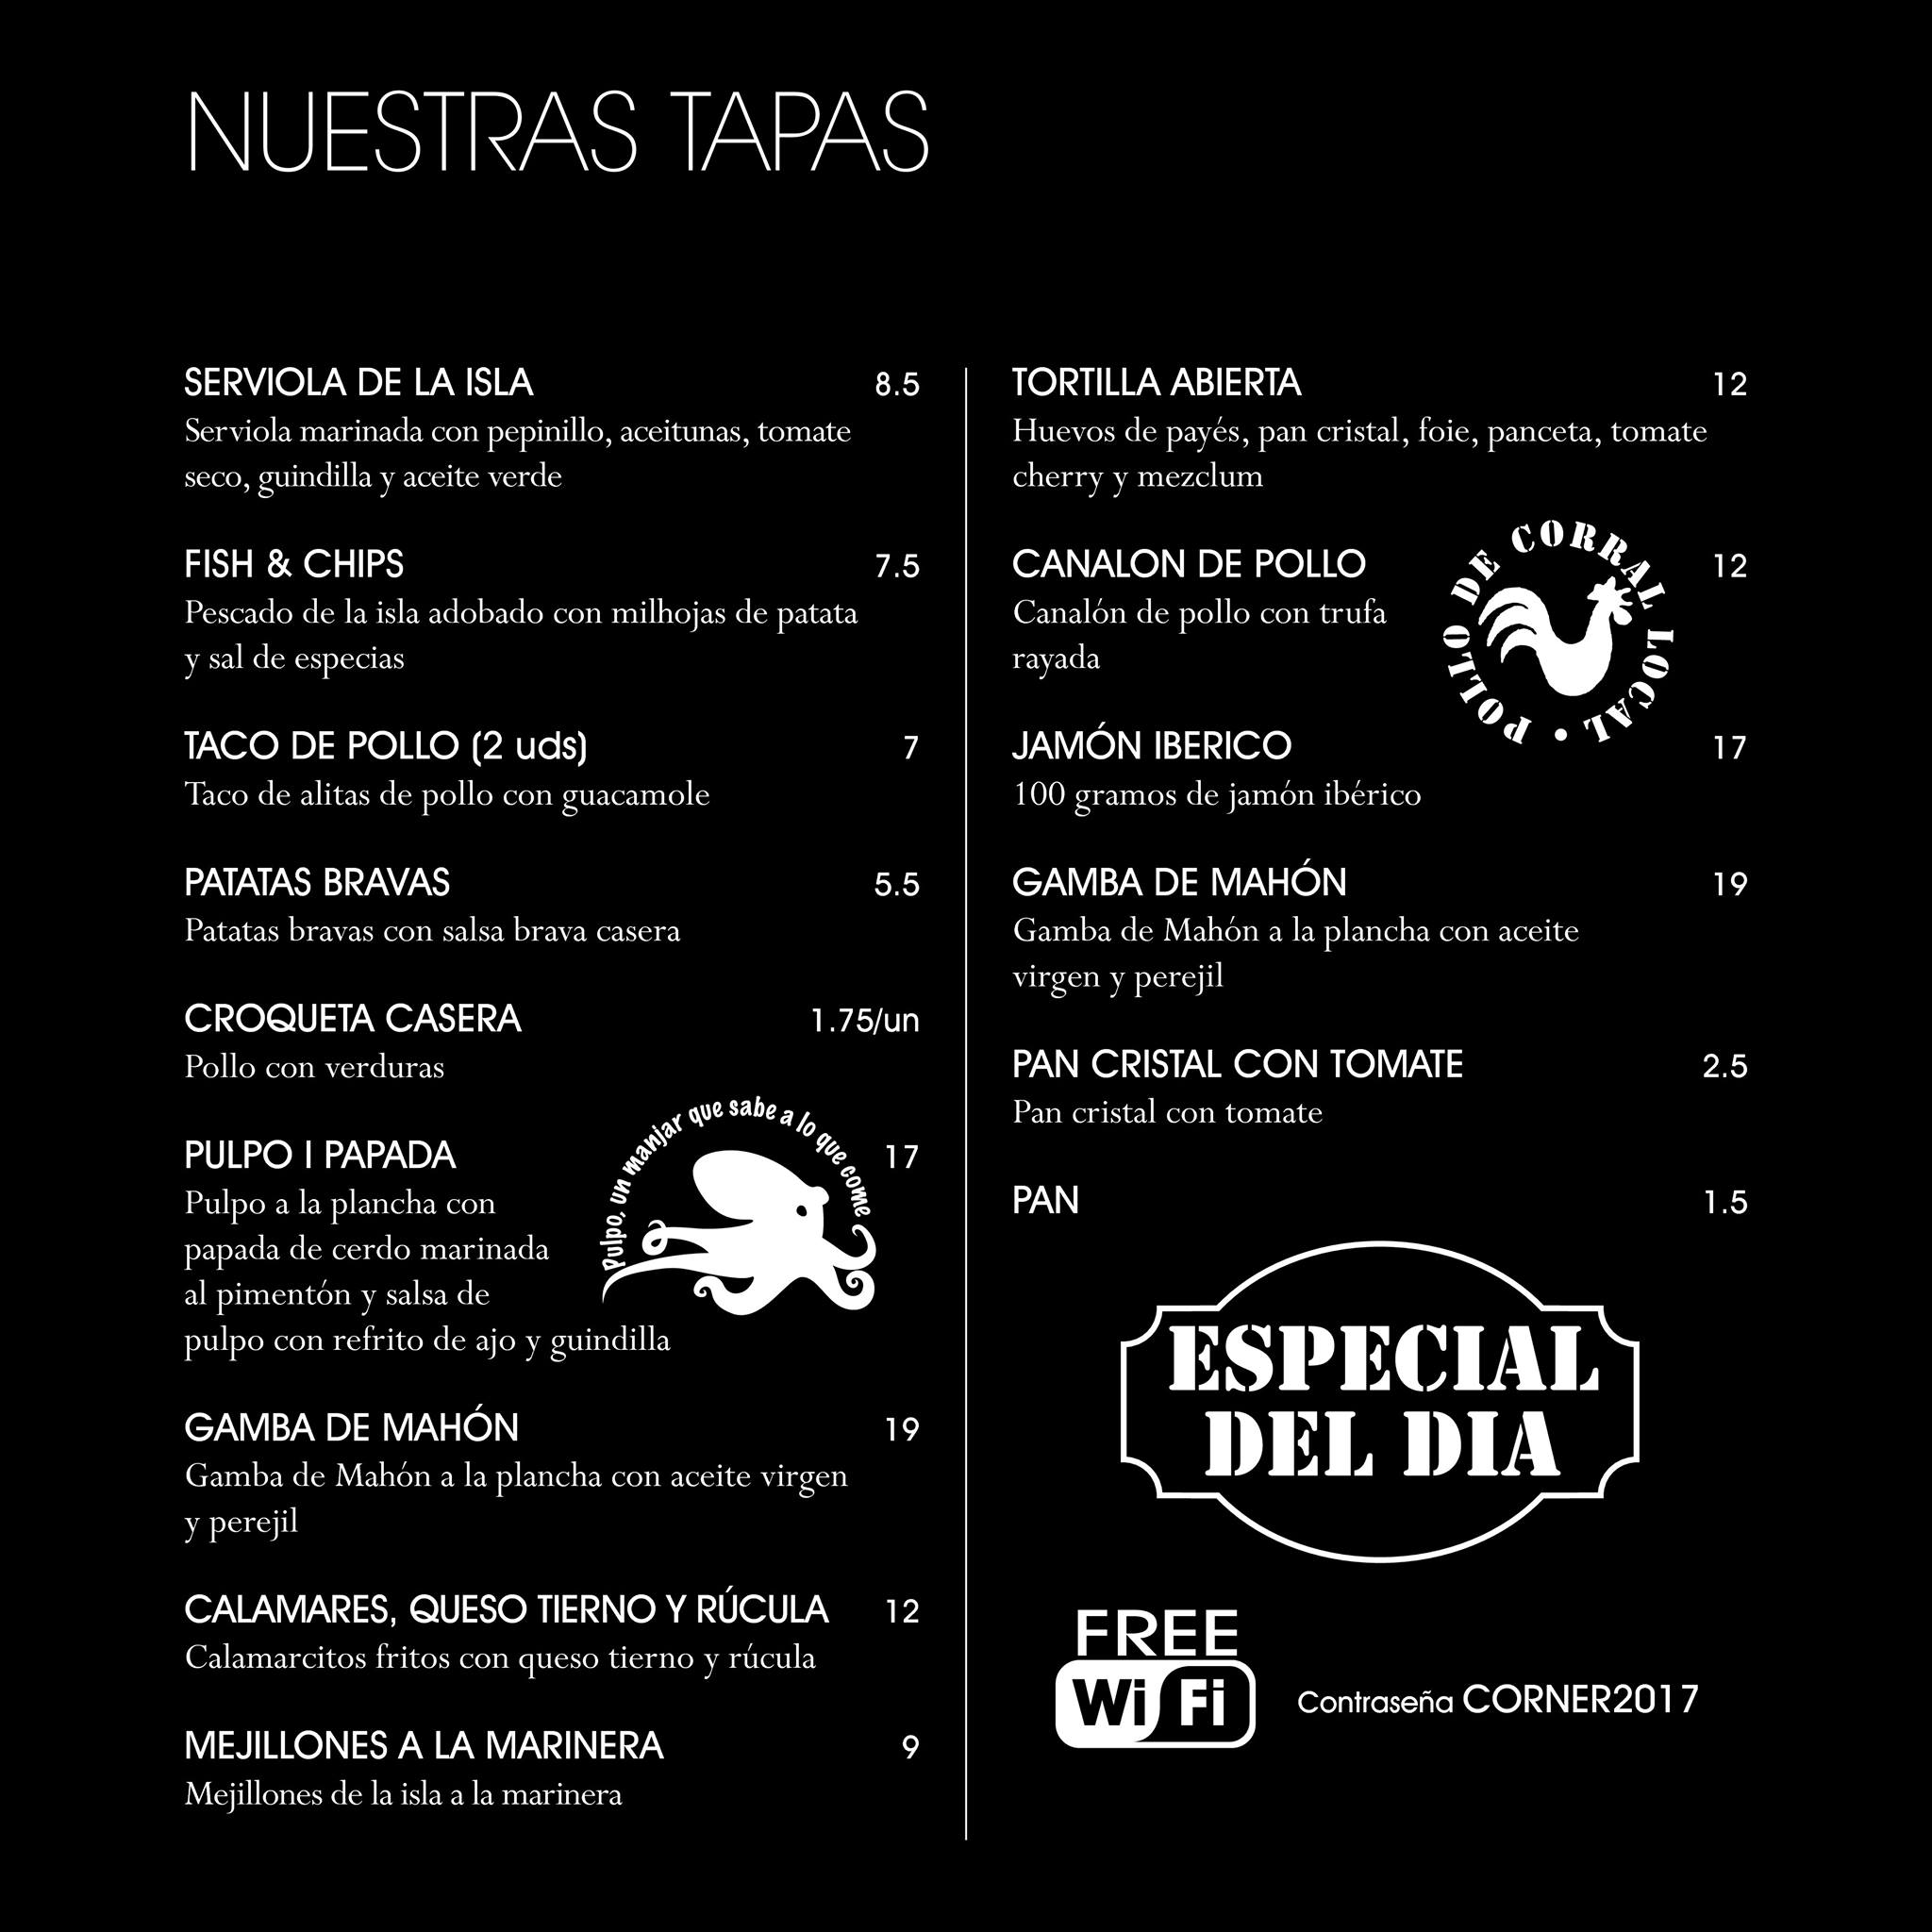 NUESTRAS TAPAS
SERVIOLA DE LA ISLA 8.5
Serviola marinada con pepinillo, aceitunas, tomate
seco, guindilla y aceite verde
FISH & CHIPS 7.5
Pescado de la isla adobado con milhojas de patata
y sal de especias
TACO DE POLLO (2 uds) 7
Taco de alitas de pollo con guacamole
PATATAS BRAVAS 5.5
Patatas bravas con salsa brava casera
CROQUETA CASERA 1.75/un
Pollo con verduras
PULPO I PAPADA 17
Pulpo a la plancha con
papada de cerdo marinada
al pimentón y salsa de
pulpo con refrito de ajo y guindilla
Pulpo, un manjar que sabe a lo que come
GAMBA DE MAHÓN 19
Gamba de Mahón a la plancha con aceite virgen
y perejil
CALAMARES, QUESO TIERNO Y RÚCULA 12
Calamarcitos fritos con queso tierno y rúcula
MEJILLONES A LA MARINERA 9
Mejillones de la isla a la marinera
TORTILLA ABIERTA 12
Huevos de payés, pan cristal, foie, panceta, tomate
cherry y mezclum
CANALON DE POLLO 12
Canalón de pollo con trufa
rayada
POLLO DE CORRAL LOCAL •
JAMÓN IBERICO 17
100 gramos de jamón ibérico
GAMBA DE MAHÓN 19
Gamba de Mahón a la plancha con aceite
virgen y perejil
PAN CRISTAL CON TOMATE 2.5
Pan cristal con tomate
PAN 1.5
ESPECIAL
DEL DIA
FREE
Wi Fi
Contraseña CORNER2017